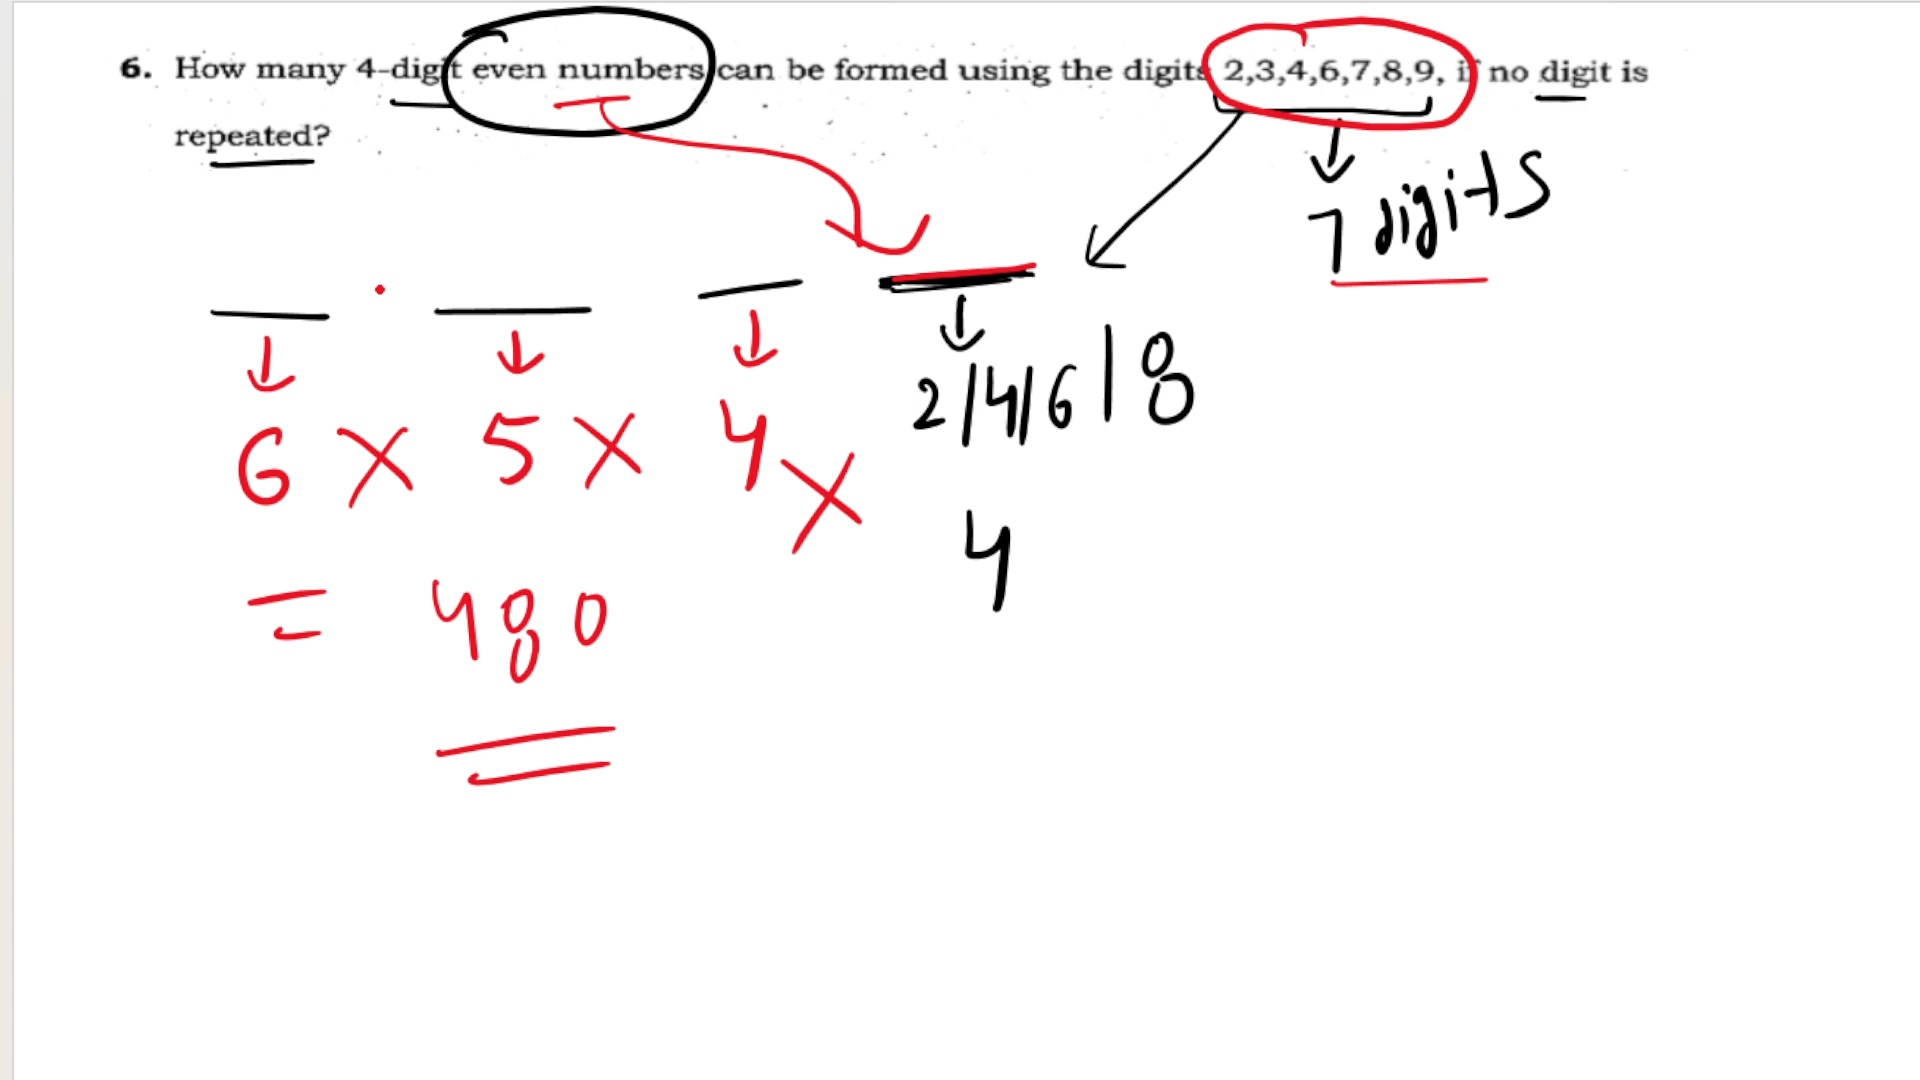 6. How many 4-digit even numbers can be formed using the digits 2,3,4,6,7,8,9, if no digit is
repeated?
7 digits
2/4/6/8
6 × 5 × 4 × 4
= 480